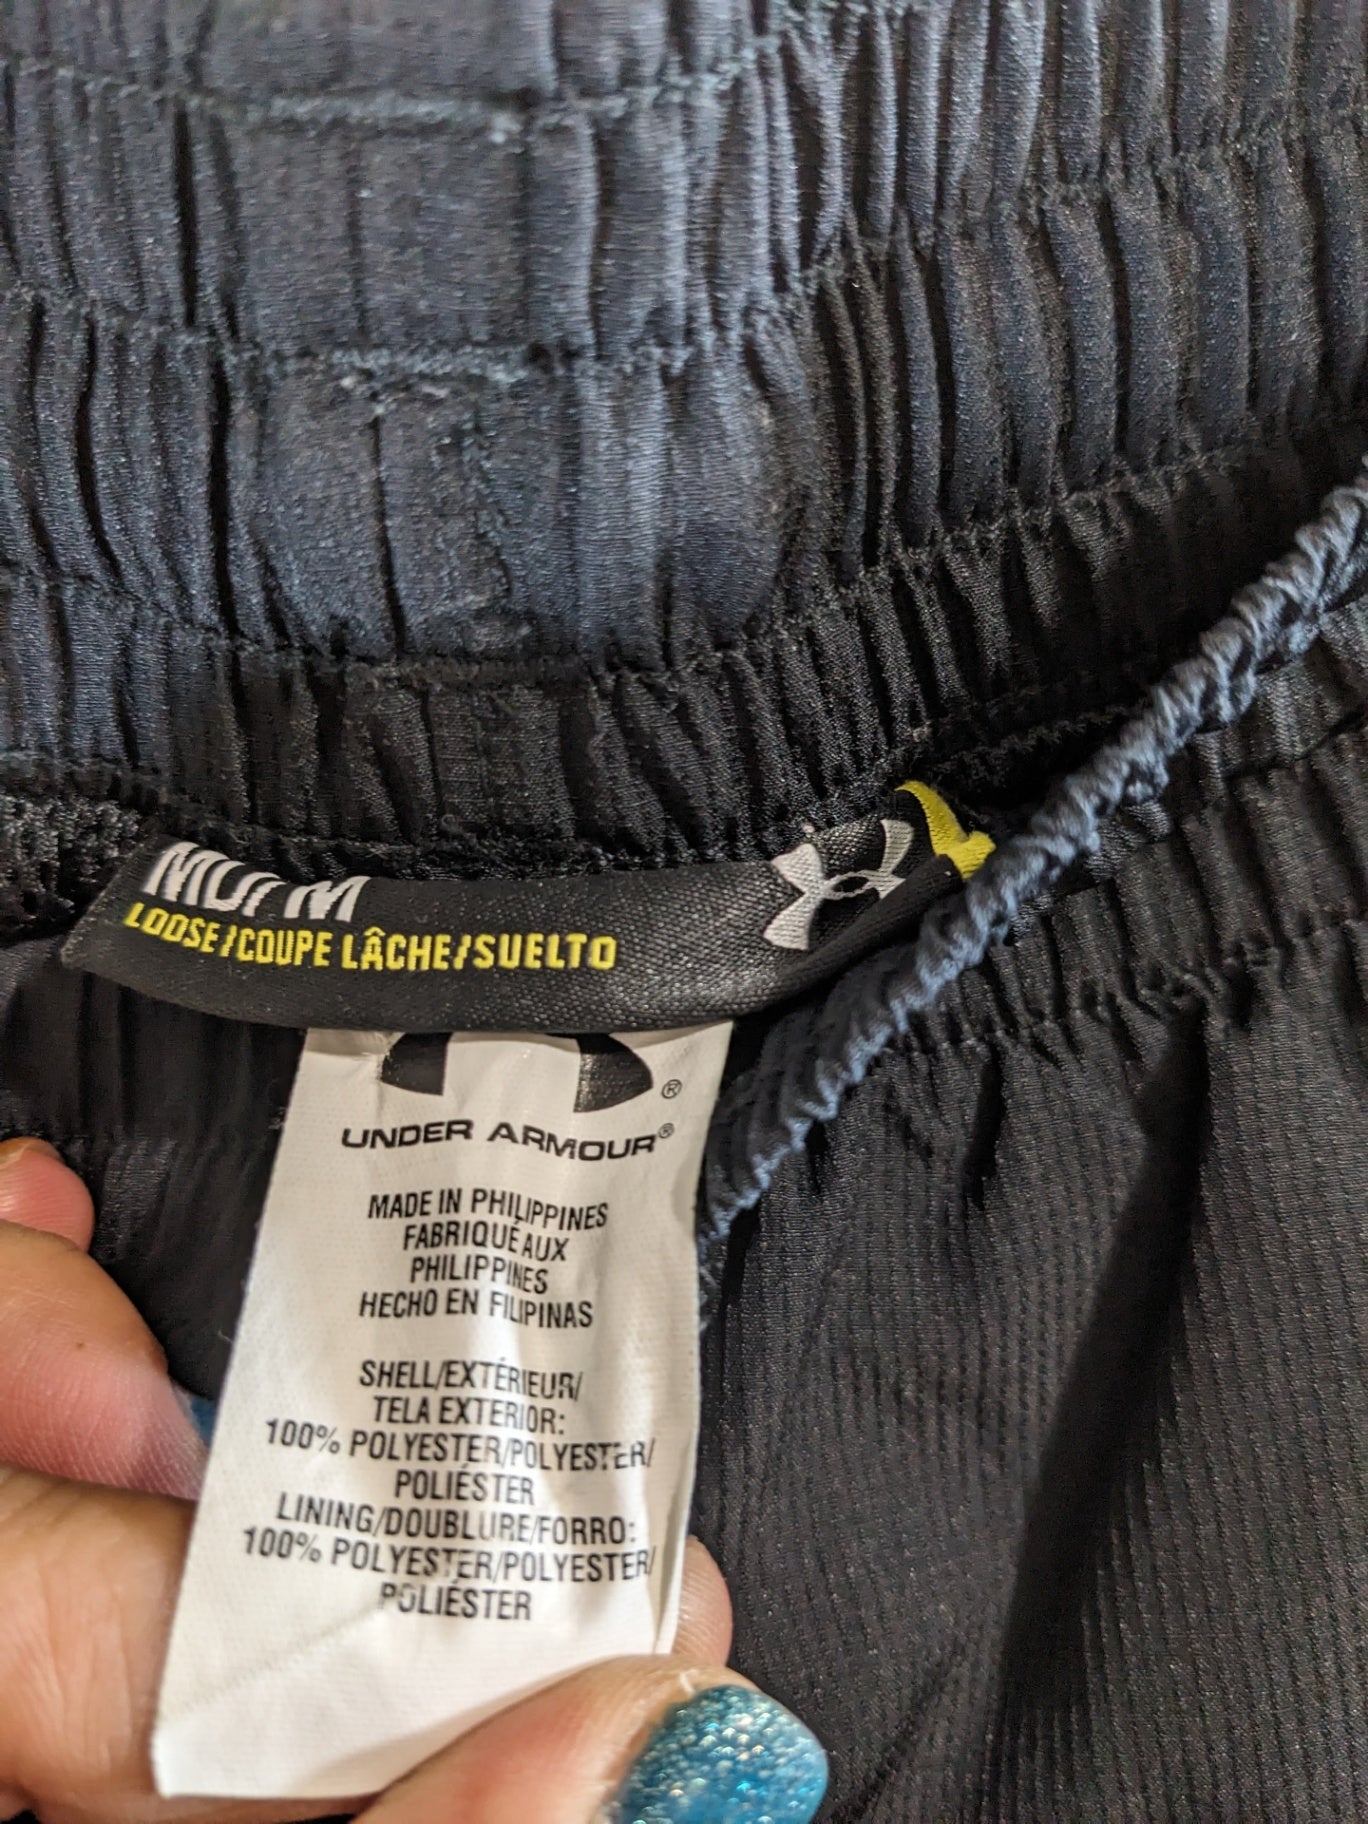 LOOSE/COUPE LÂCHE/SUELTO
®
UNDER ARMOUR®
MADE IN PHILIPPINES
FABRIQUÉ AUX
PHILIPPINES
HECHO EN FILIPINAS
SHELL/EXTÉRIEUR/
TELA EXTERIOR:
100% POLYESTER/POLYESTER/
POLIÉSTER
LINING/DOUBLURE/FORRO:
100% POLYESTER/POLYESTER/
POLIÉSTER